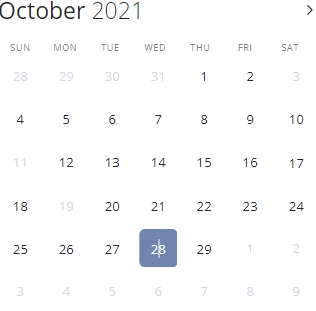 October 2021
SUN MON TUE WED THU FRI SAT
28 29 30 31 1 2 3
4 5 6 7 8 9 10
11 12 13 14 15 16 17
18 19 20 21 22 23 24
25 26 27 28 29 1 2
3 4 5 6 7 8 9